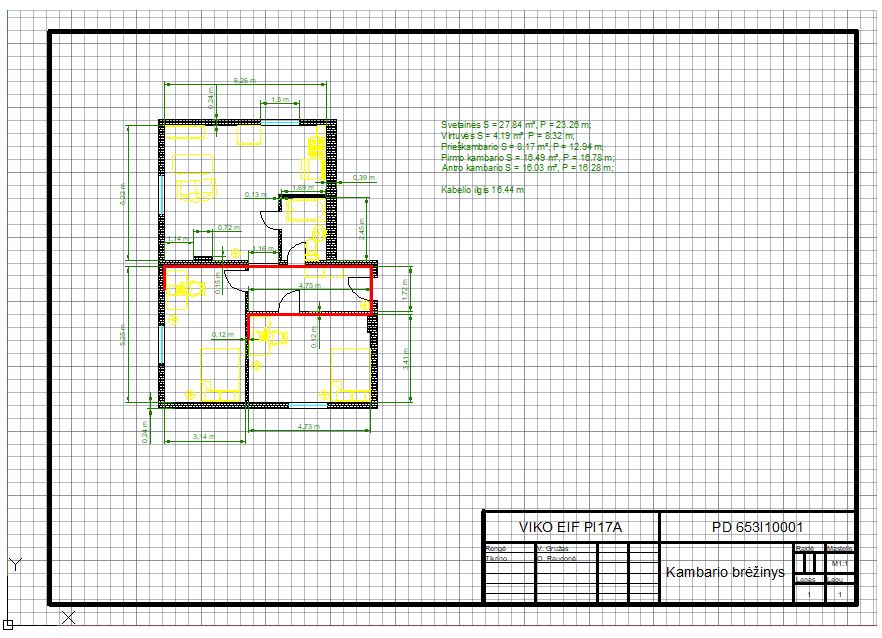 6,26 m
0,24 m
1,5 m
Svetainės S = 27.84 m², P = 23.26 m;
Virtuvės S = 4.19 m², P = 8.32 m;
Prieškambario S = 8.17 m², P = 12.94 m;
Pirmo kambario S = 16.49 m², P = 16.78 m;
Antro kambario S = 16.03 m², P = 16.28 m;
Kabelio ilgis 16.44 m
0,39 m
1,69 m
0,13 m
5,22 m
0,72 m
2,45 m
1,14 m
1,16 m
0,15 m
4,75 m
1,72 m
0,12 m
0,12 m
5,25 m
3,41 m
0,24 m
3,14 m
4,73 m
VIKO EIF PI17A
PD 653I10001
Rengė
V. Gružas
Tikrino
O. Raudonė
Kambario brėžinys
Raidė
Mastelis
M1:1
Lapas
Lapų
1
1
Y
X